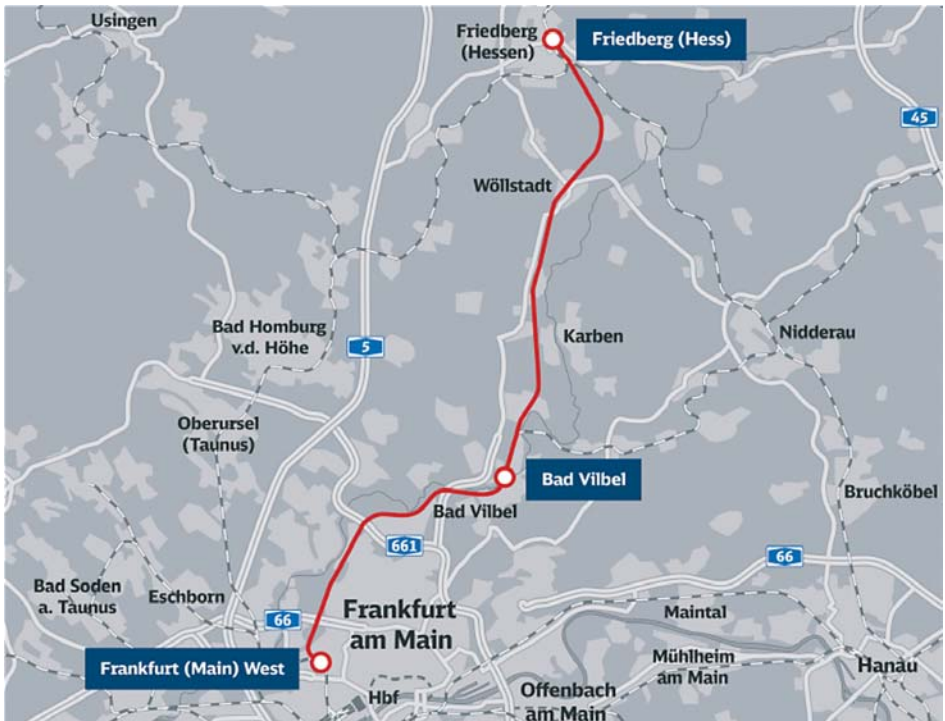 Usingen
Friedberg
(Hessen)
Friedberg (Hess)
45
Wöllstadt
Bad Homburg
v.d. Höhe
5
Karben
Nidderau
Oberursel
(Taunus)
Bad Vilbel
Bad Vilbel
Bruchköbel
661
66
Bad Soden
a. Taunus
Eschborn
66
Frankfurt
am Main
Maintal
Frankfurt (Main) West
Mühlheim
am Main
Hanau
Hbf
Offenbach
am Main